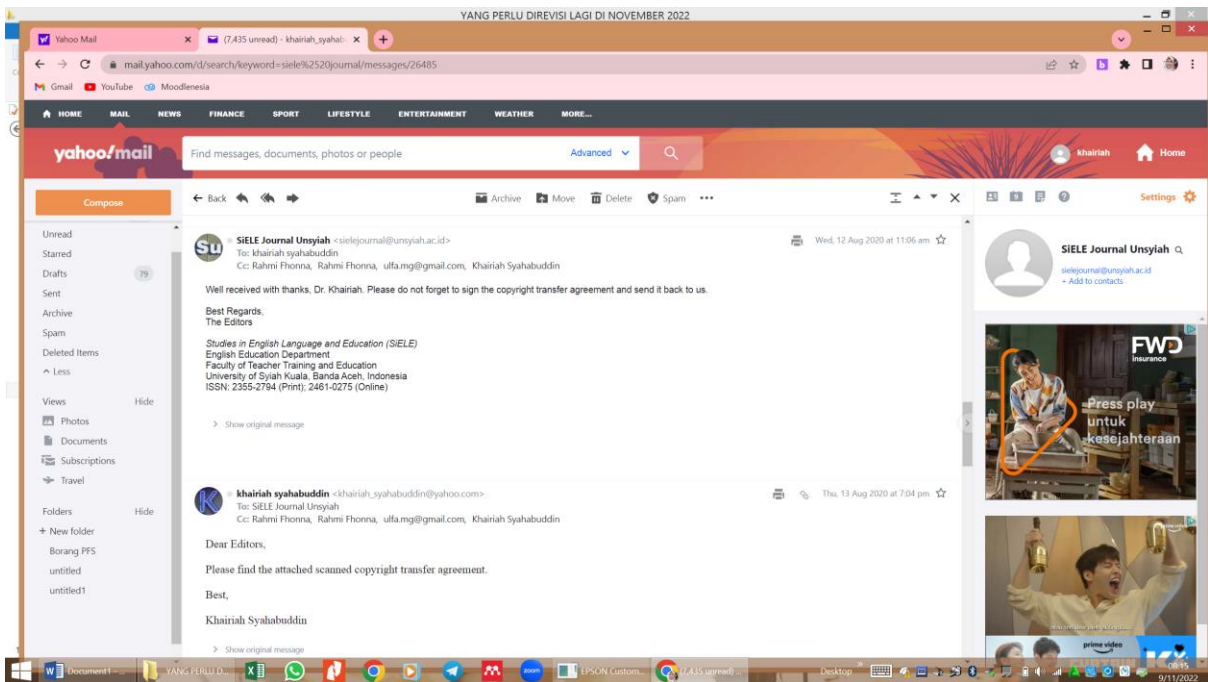 YANG PERLU DIREVISI LAGI DI NOVEMBER 2022
Yahoo Mail
(7,435 unread) - khairiah_syahab
mail.yahoo.com/d/search/keyword=siele%2520journal/messages/26485
Gmail YouTube Moodlenesia
HOME MAIL NEWS FINANCE SPORT LIFESTYLE ENTERTAINMENT WEATHER MORE...
yahoo!mail
Find messages, documents, photos or people
Advanced
khairiah
Home
Compose
Back
Archive Move Delete Spam
Settings
Unread
Starred
Drafts 79
Sent
Archive
Spam
Deleted Items
Less
Views Hide
Photos
Documents
Subscriptions
Travel
Folders Hide
+ New folder
Borang PFS
untitled
untitled1
Su
SiELE Journal Unsyiah <sielejournal@unsyiah.ac.id>
Wed, 12 Aug 2020 at 11:06 am
To: khairiah syahabuddin
Cc: Rahmi Fhonna, Rahmi Fhonna, ulfa.mg@gmail.com, Khairiah Syahabuddin
Well received with thanks, Dr. Khairiah. Please do not forget to sign the copyright transfer agreement and send it back to us.
Best Regards,
The Editors
Studies in English Language and Education (SiELE)
English Education Department
Faculty of Teacher Training and Education
University of Syiah Kuala, Banda Aceh, Indonesia
ISSN: 2355-2794 (Print); 2461-0275 (Online)
Show original message
K
khairiah syahabuddin <khairiah_syahabuddin@yahoo.com>
Thu, 13 Aug 2020 at 7:04 pm
To: SiELE Journal Unsyiah
Cc: Rahmi Fhonna, Rahmi Fhonna, ulfa.mg@gmail.com, Khairiah Syahabuddin
Dear Editors,
Please find the attached scanned copyright transfer agreement.
Best,
Khairiah Syahabuddin
Show original message
SiELE Journal Unsyiah
sielejournal@unsyiah.ac.id
+ Add to contacts
FWD
insurance
Press play
untuk
kesejahteraan
prime video
Document1 -...
YANG PERLU D...
zoom
EPSON Custom...
(7,435 unread)...
Desktop
08:15
9/11/2022